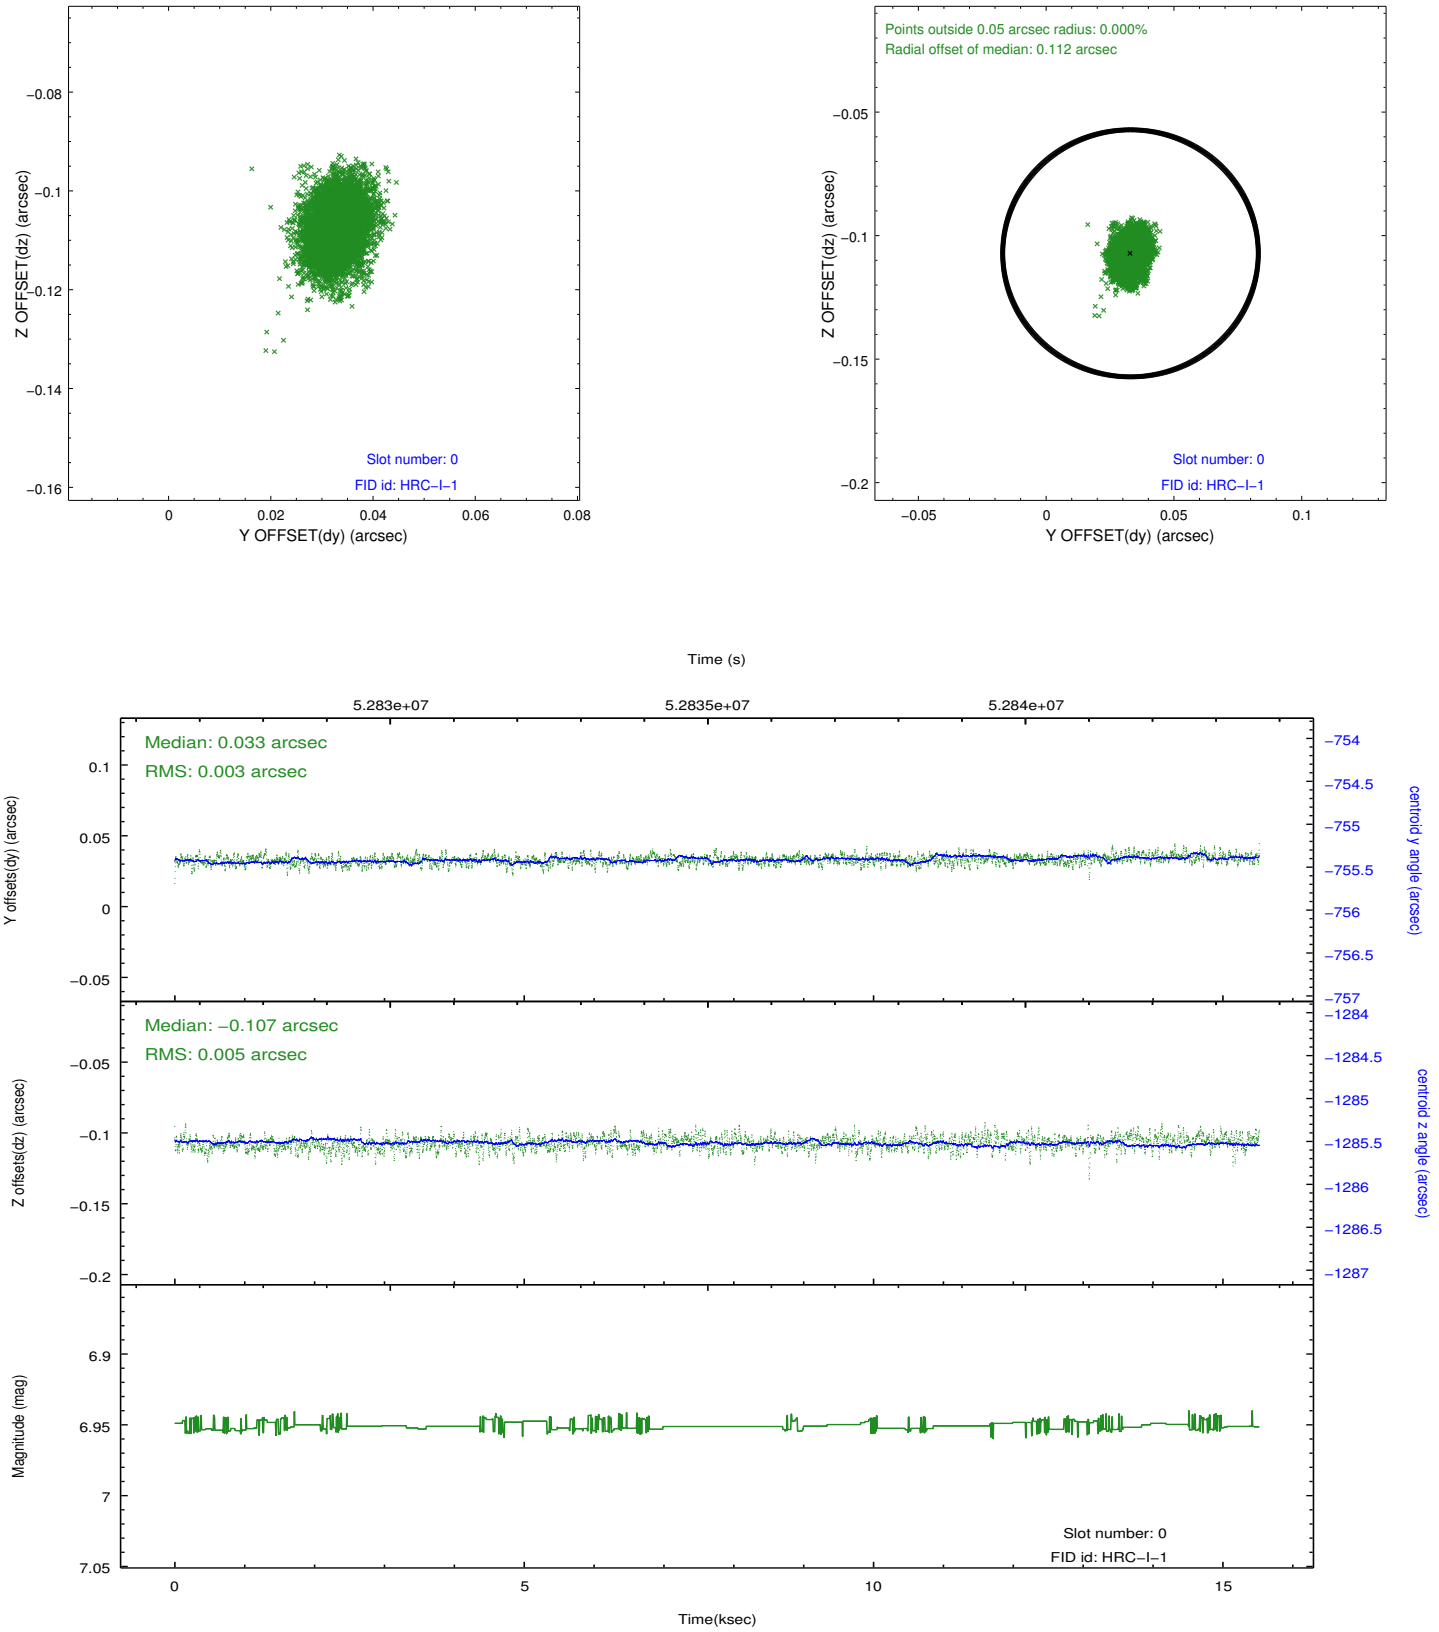 −0.08
−0.1
−0.12
−0.14
−0.16
Z OFFSET(dz) (arcsec)
Slot number: 0
FID id: HRC−I−1
0
0.02
0.04
0.06
0.08
Y OFFSET(dy) (arcsec)
Points outside 0.05 arcsec radius: 0.000%
Radial offset of median: 0.112 arcsec
−0.05
−0.1
−0.15
−0.2
Z OFFSET(dz) (arcsec)
Slot number: 0
FID id: HRC−I−1
−0.05
0
0.05
0.1
Y OFFSET(dy) (arcsec)
Time (s)
5.283e+07
5.2835e+07
5.284e+07
Median: 0.033 arcsec
RMS: 0.003 arcsec
0.1
0.05
0
−0.05
Y offsets(dy) (arcsec)
−754
−754.5
−755
−755.5
−756
−756.5
−757
centroid y angle (arcsec)
Median: −0.107 arcsec
RMS: 0.005 arcsec
−0.05
−0.1
−0.15
−0.2
Z offsets(dz) (arcsec)
−1284
−1284.5
−1285
−1285.5
−1286
−1286.5
−1287
centroid z angle (arcsec)
6.9
6.95
7
7.05
Magnitude (mag)
Slot number: 0
FID id: HRC−I−1
0
5
10
15
Time(ksec)